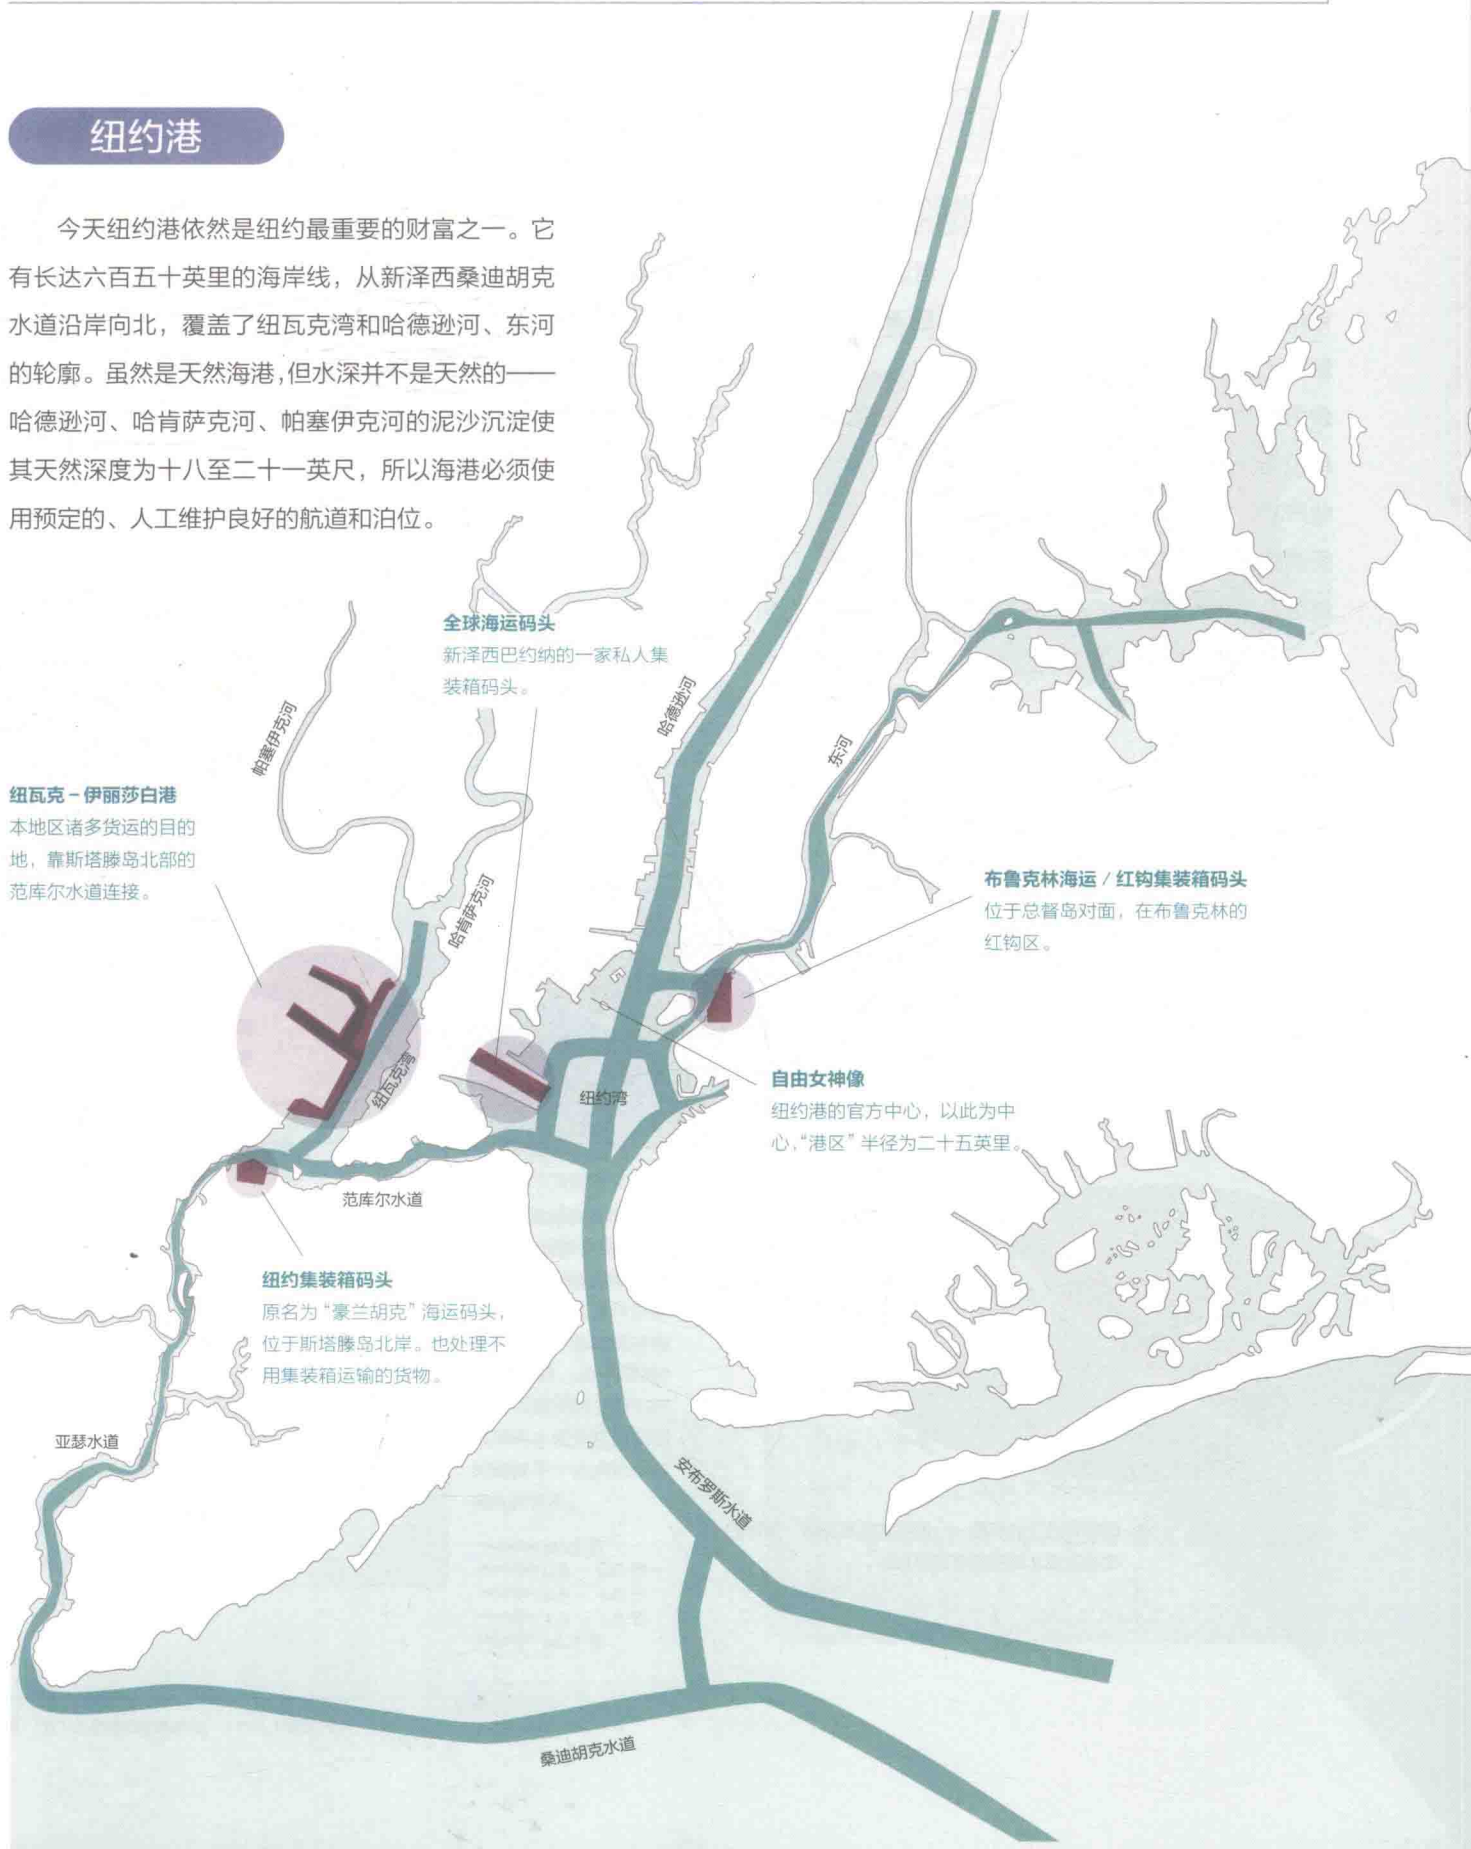 纽约港
今天纽约港依然是纽约最重要的财富之一。它
有长达六百五十英里的海岸线，从新泽西桑迪胡克
水道沿岸向北，覆盖了纽瓦克湾和哈德逊河、东河
的轮廓。虽然是天然海港，但水深并不是天然的——
哈德逊河、哈肯萨克河、帕塞伊克河的泥沙沉淀使
其天然深度为十八至二十一英尺，所以海港必须使
用预定的、人工维护良好的航道和泊位。
全球海运码头
新泽西巴约纳的一家私人集
装箱码头。
哈德逊河
帕塞伊克河
东河
纽瓦克－伊丽莎白港
本地区诸多货运的目的
地，靠斯塔滕岛北部的
范库尔水道连接。
哈肯萨克河
布鲁克林海运 / 红钩集装箱码头
位于总督岛对面，在布鲁克林的
红钩区。
纽瓦克湾
纽约湾
自由女神像
纽约港的官方中心，以此为中
心，“港区”半径为二十五英里。
范库尔水道
纽约集装箱码头
原名为“豪兰胡克”海运码头，
位于斯塔滕岛北岸。也处理不
用集装箱运输的货物。
亚瑟水道
安布罗斯水道
桑迪胡克水道